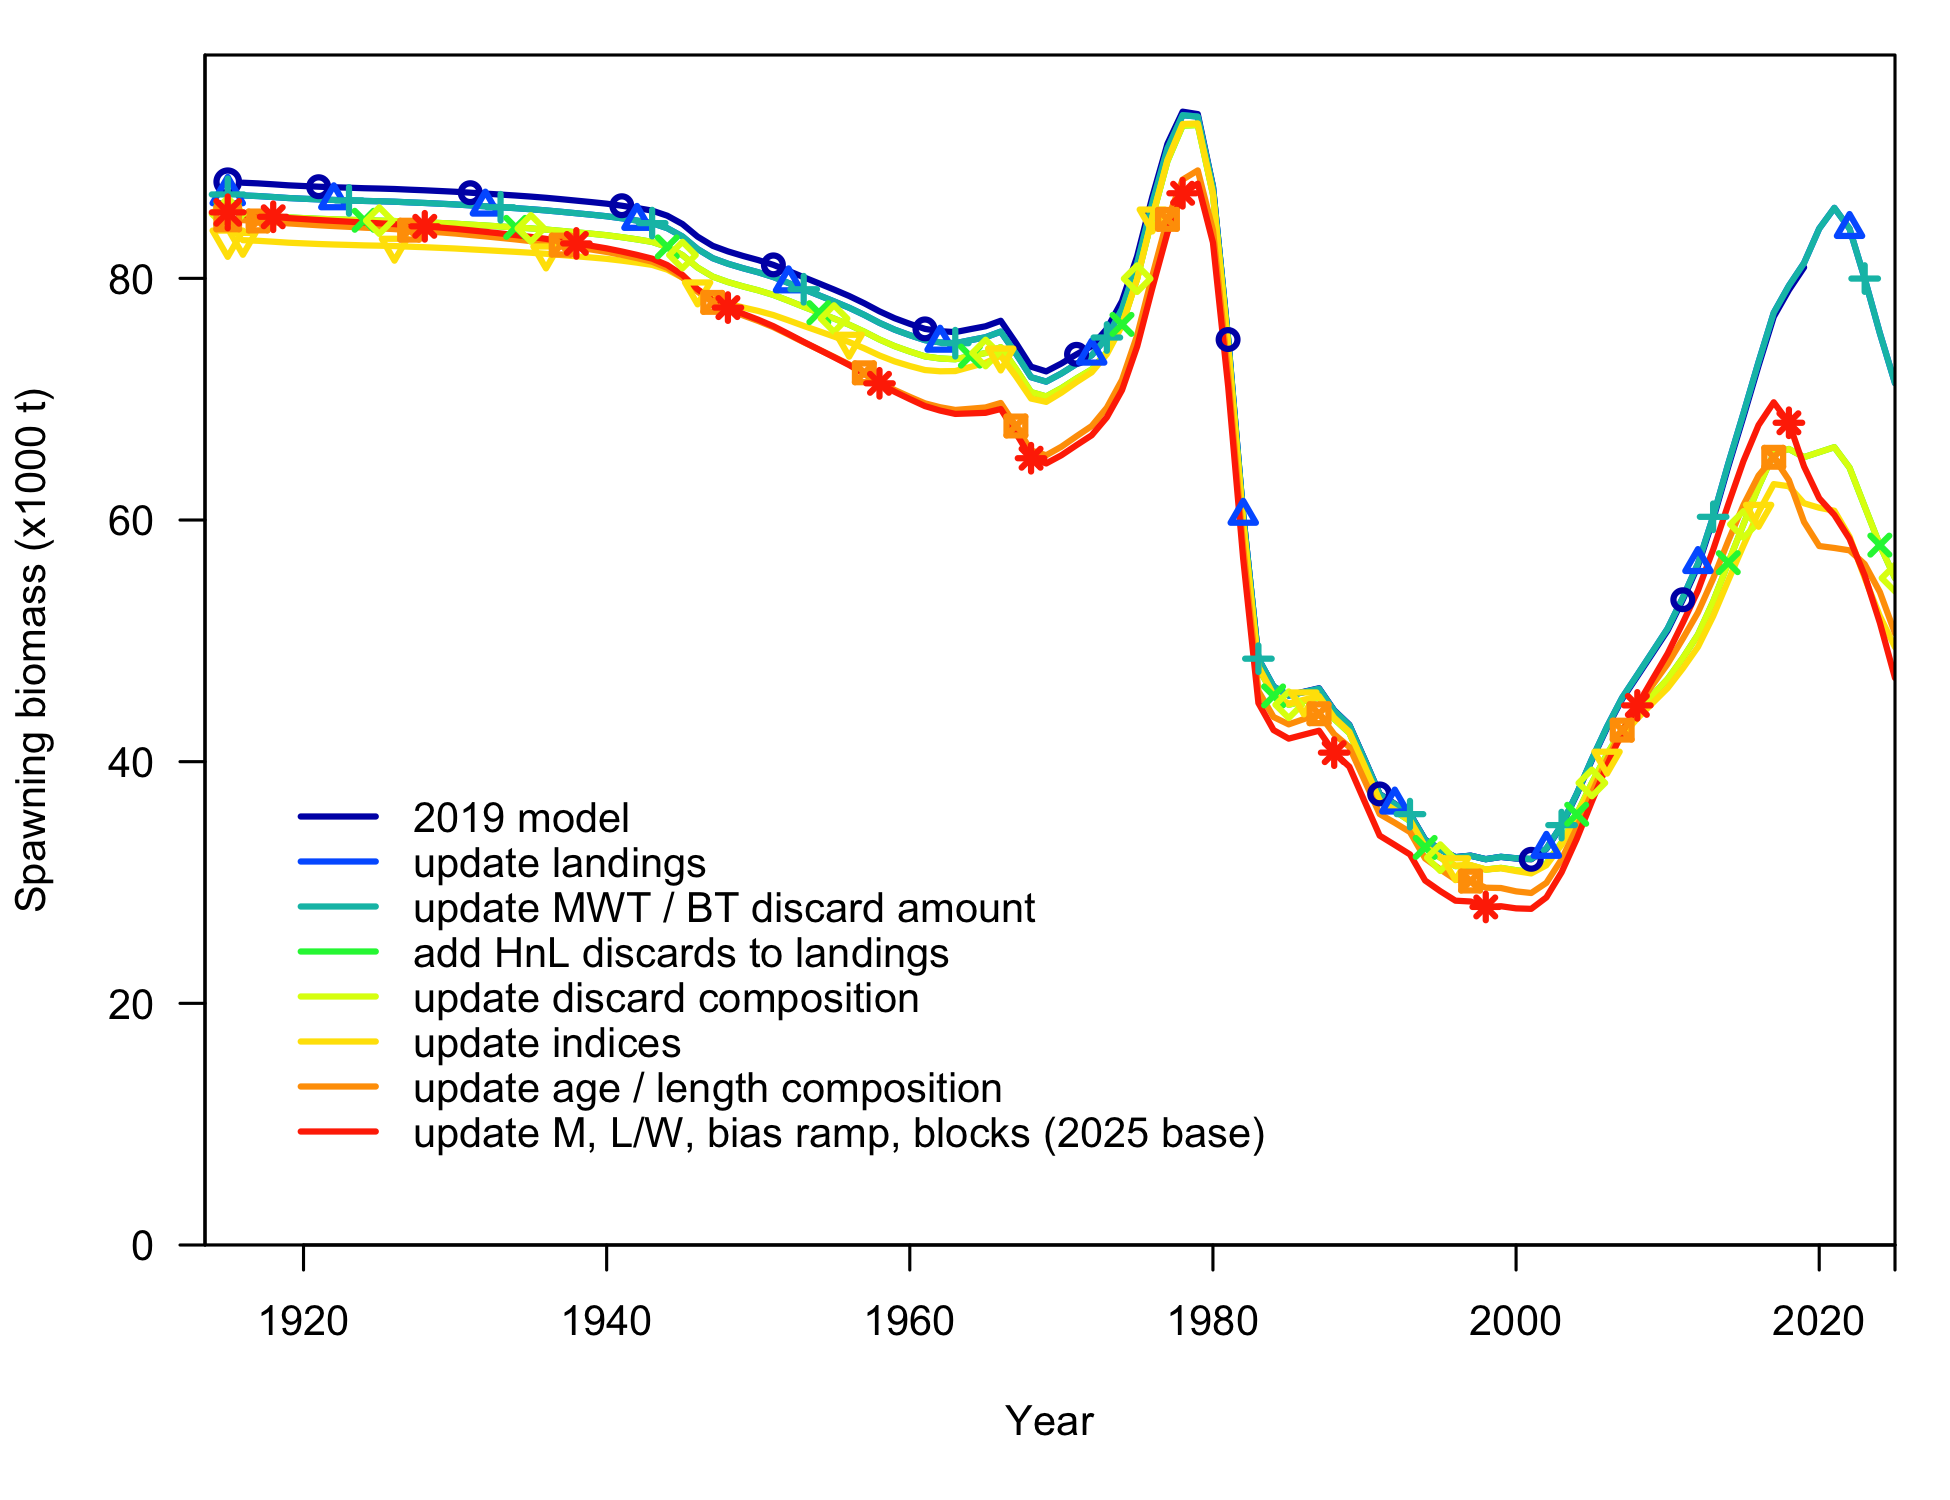 Spawning biomass (x1000 t)
80
60
40
20
0
2019 model
update landings
update MWT / BT discard amount
add HnL discards to landings
update discard composition
update indices
update age / length composition
update M, L/W, bias ramp, blocks (2025 base)
1920 1940 1960 1980 2000 2020
Year